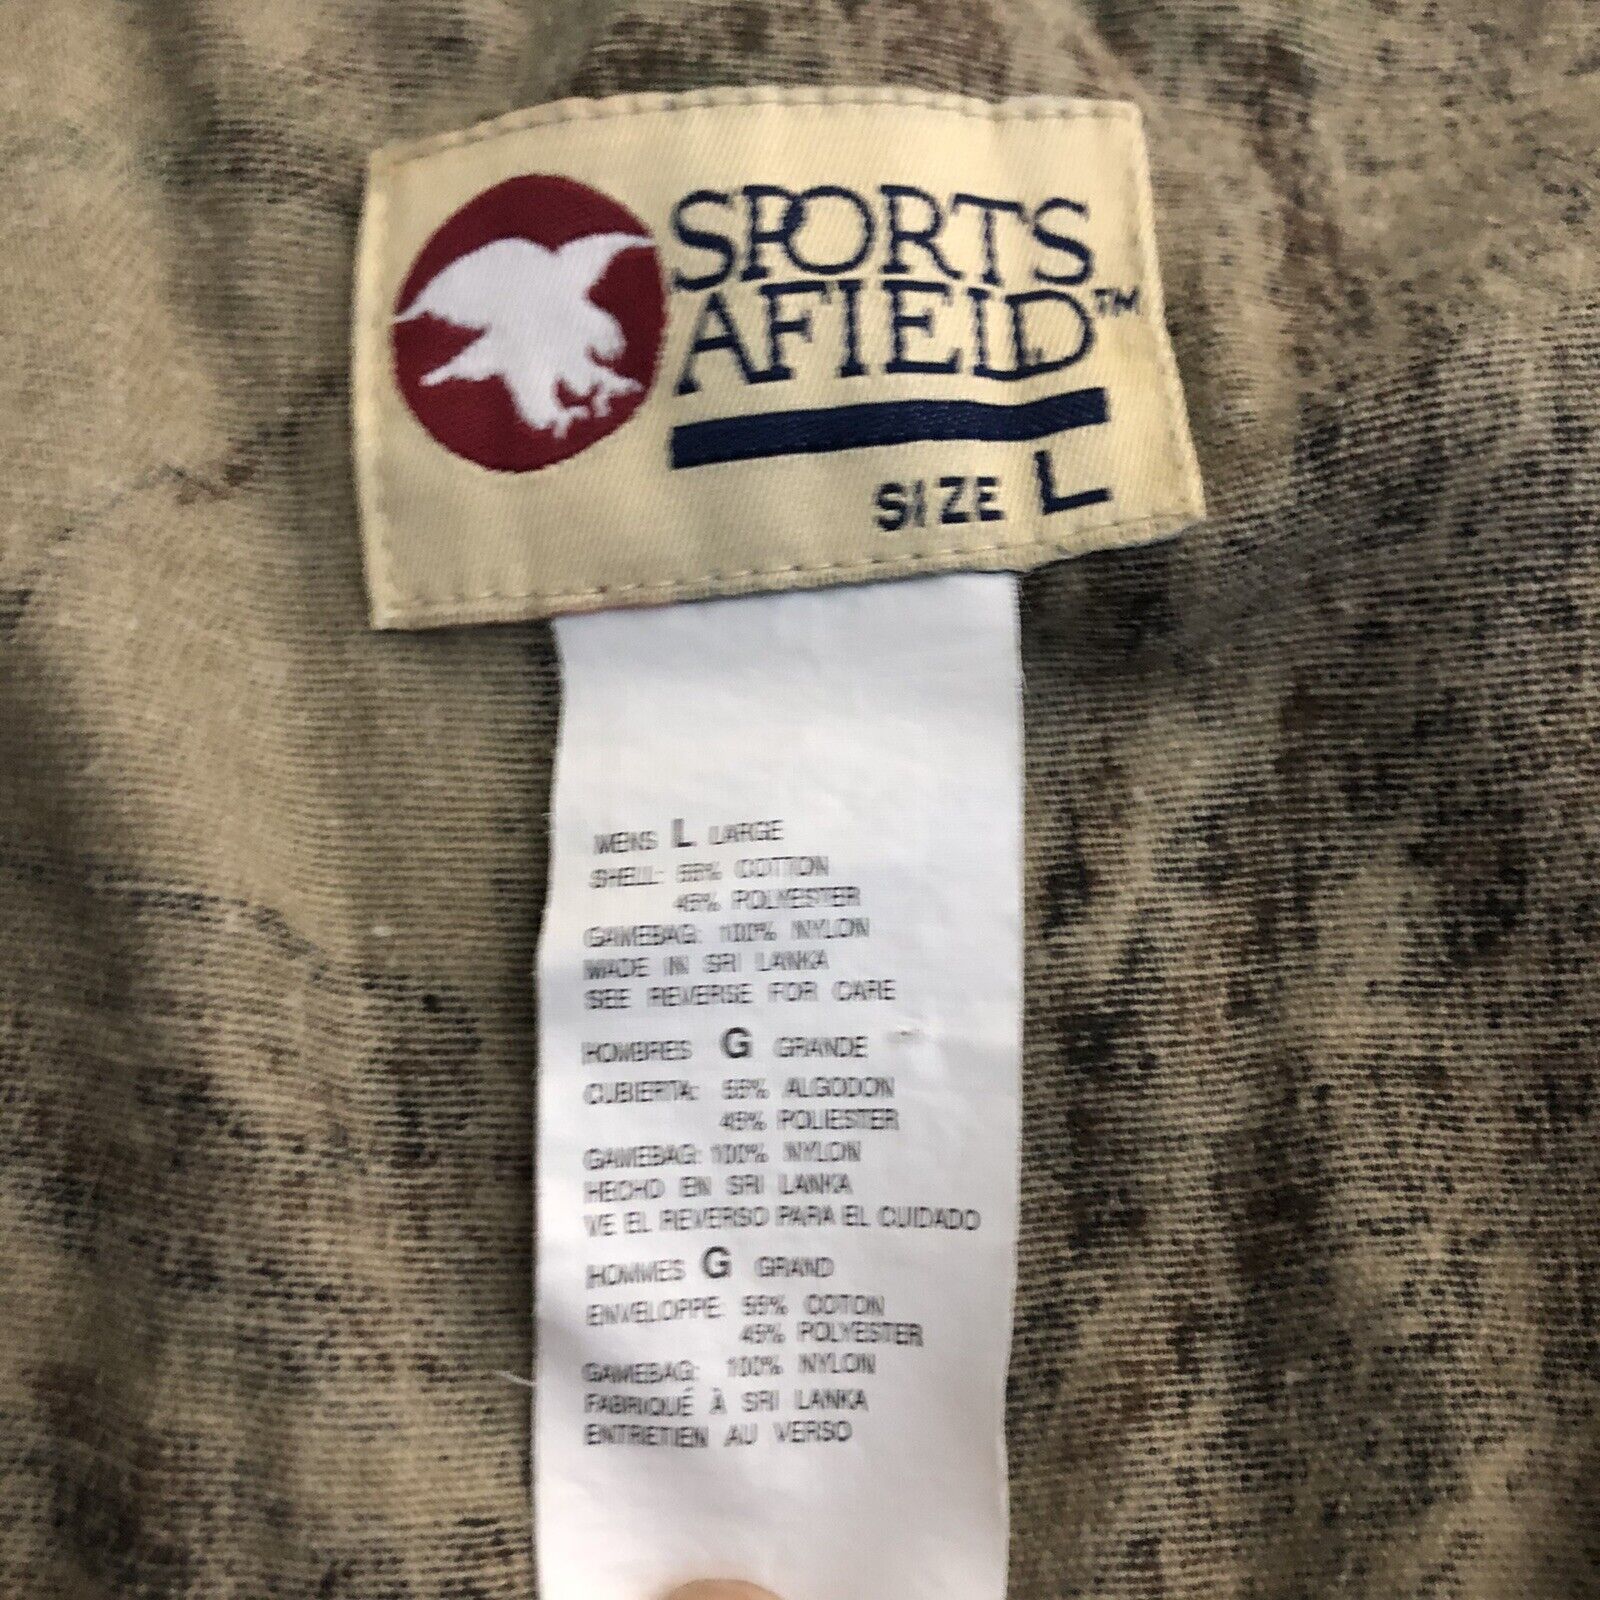 SPORTS
AFIELD™
SIZE L
MENS L LARGE
SHELL: 55% COTTON
45% POLYESTER
GAMEBAG: 100% NYLON
MADE IN SRI LANKA
SEE REVERSE FOR CARE
HOMBRES G GRANDE
CUBIERTA: 55% ALGODON
45% POLIESTER
GAMEBAG: 100% NYLON
HECHO EN SRI LANKA
VE EL REVERSO PARA EL CUIDADO
HOMMES G GRAND
ENVELOPPE: 55% COTON
45% POLYESTER
GAMEBAG: 100% NYLON
FABRIQUÉ À SRI LANKA
ENTRETIEN AU VERSO